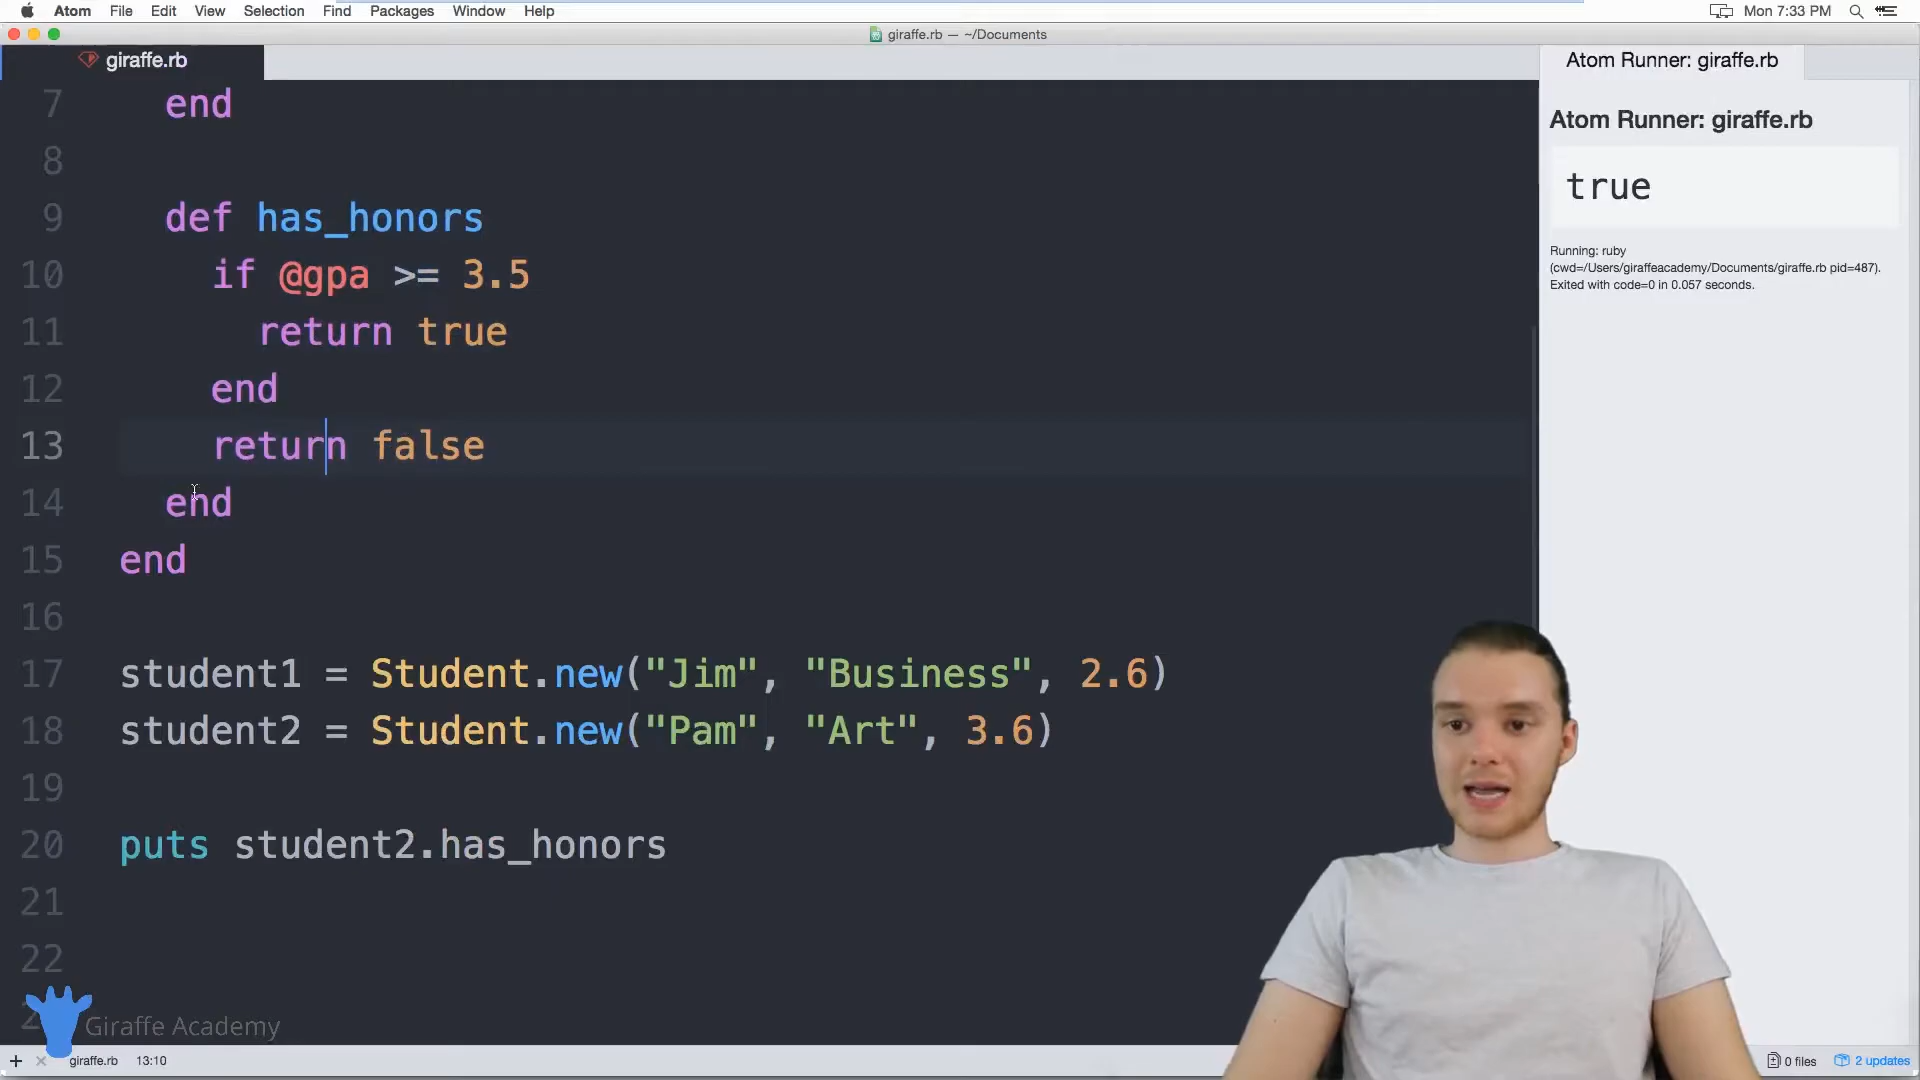 Atom File Edit View Selection Find Packages Window Help Mon 7:33 PM
giraffe.rb — ~/Documents
giraffe.rb
Atom Runner: giraffe.rb
7 end
8
9 def has_honors
10 if @gpa >= 3.5
11 return true
12 end
13 return false
14 end
15 end
16
17 student1 = Student.new("Jim", "Business", 2.6)
18 student2 = Student.new("Pam", "Art", 3.6)
19
20 puts student2.has_honors
21
22
Atom Runner: giraffe.rb
true
Running: ruby
(cwd=/Users/giraffeacademy/Documents/giraffe.rb pid=487).
Exited with code=0 in 0.057 seconds.
Giraffe Academy
giraffe.rb 13:10
0 files 2 updates